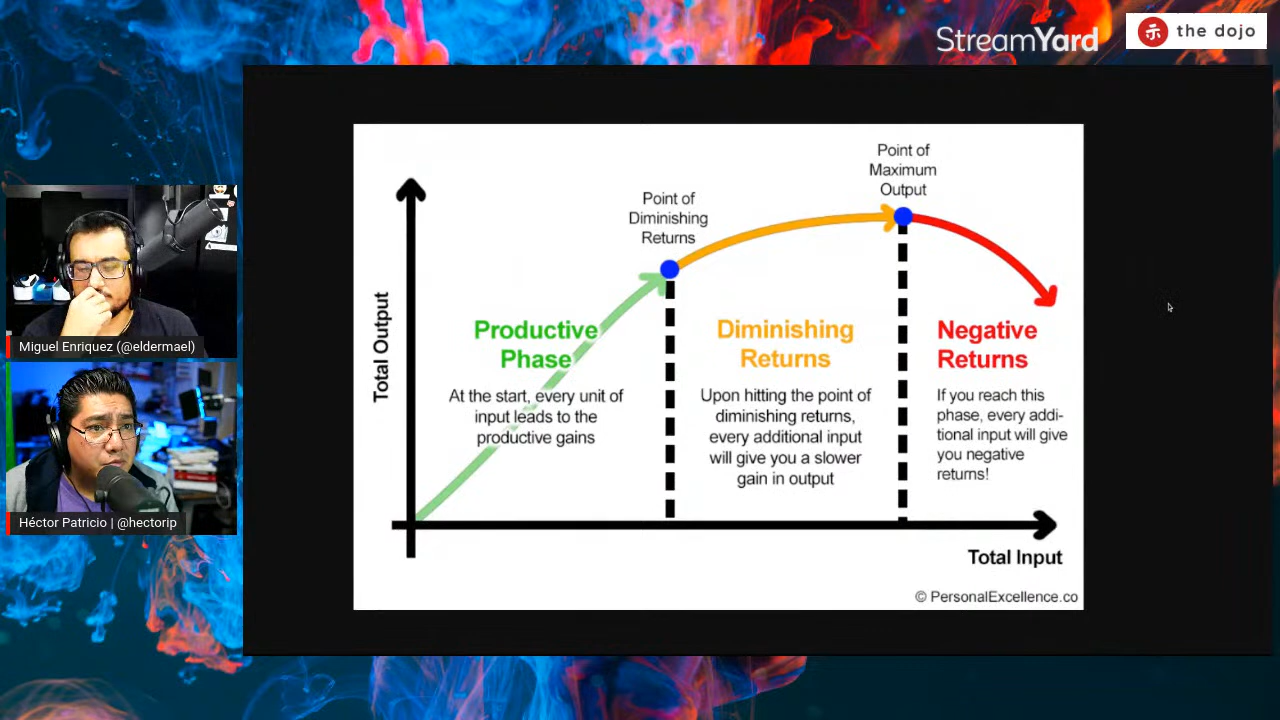 StreamYard
the dojo
Point of
Maximum
Output
Point of
Diminishing
Returns
Total Output
Productive
Phase
At the start, every unit of
input leads to the
productive gains
Diminishing
Returns
Upon hitting the point of
diminishing returns,
every additional input
will give you a slower
gain in output
Negative
Returns
If you reach this
phase, every addi-
tional input will give
you negative
returns!
Total Input
© PersonalExcellence.co
Miguel Enriquez (@eldermael)
Héctor Patricio | @hectorip